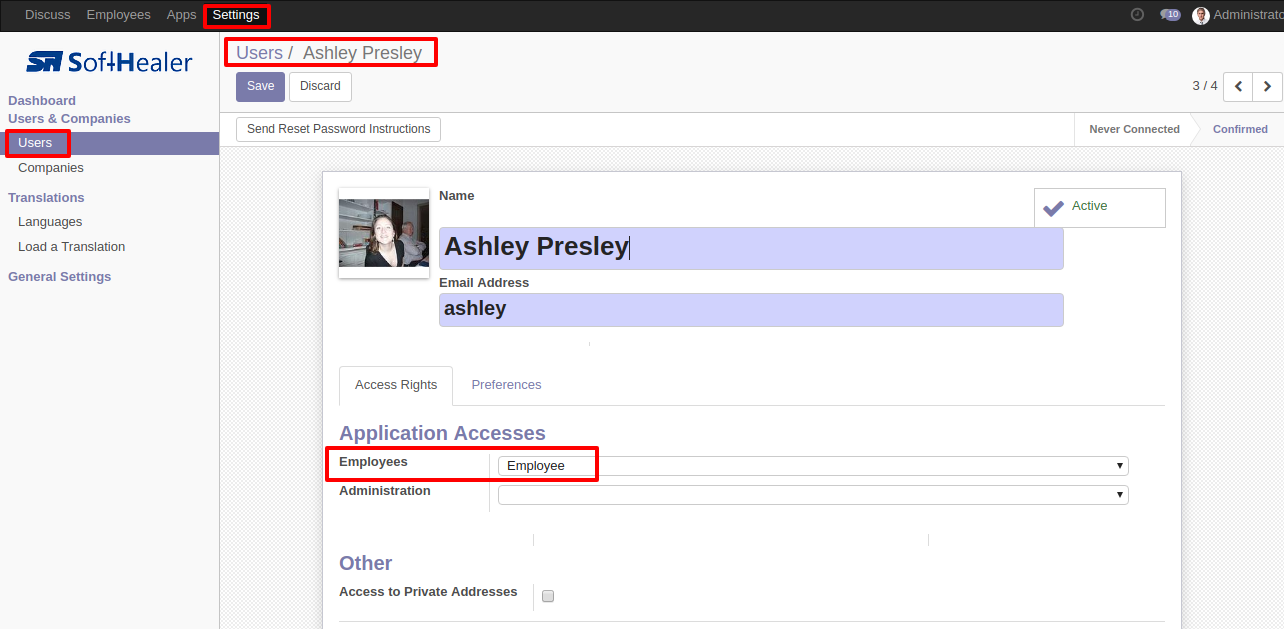 Discuss Employees Apps Settings 10 Administrato
SoftHealer
Users / Ashley Presley
Save Discard
3 / 4
Dashboard
Users & Companies
Users
Companies
Translations
Languages
Load a Translation
General Settings
Send Reset Password Instructions
Never Connected Confirmed
Name
Active
Ashley Presley
Email Address
ashley
Access Rights Preferences
Application Accesses
Employees Employee
Administration
Other
Access to Private Addresses